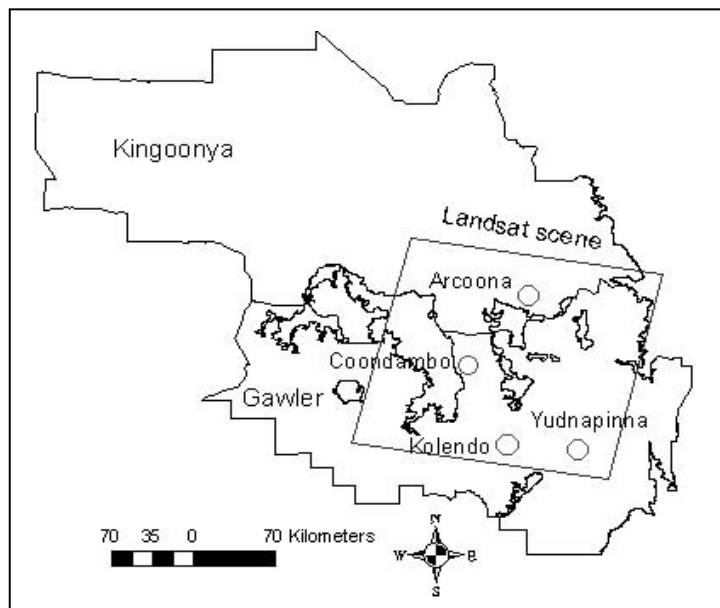 Kingoonya
Landsat scene
Arcoona
Coondambo
Gawler
Yudnapinna
Kolendo
70 35 0 70 Kilometers
N
W E
S